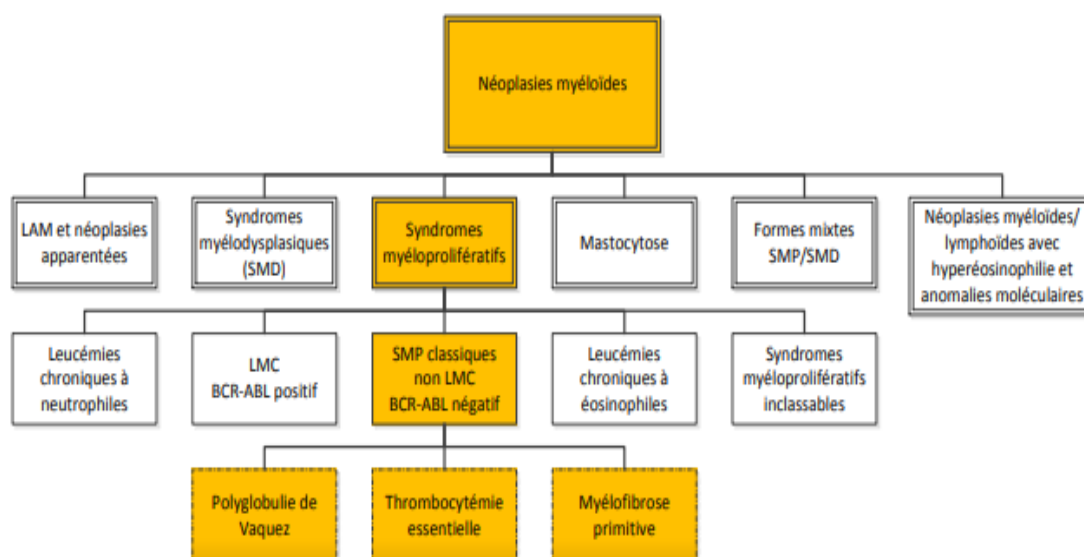 Néoplasies myéloïdes
LAM et néoplasies
apparentées
Syndromes
myélodysplasiques
(SMD)
Syndromes
myéloprolifératifs
Mastocytose
Formes mixtes
SMP/SMD
Néoplasies myéloïdes/
lymphoïdes avec
hyperéosinophilie et
anomalies moléculaires
Leucémies
chroniques à
neutrophiles
LMC
BCR-ABL positif
SMP classiques
non LMC
BCR-ABL négatif
Leucémies
chroniques à
éosinophiles
Syndromes
myéloprolifératifs
inclassables
Polyglobulie de
Vaquez
Thrombocytémie
essentielle
Myélofibrose
primitive